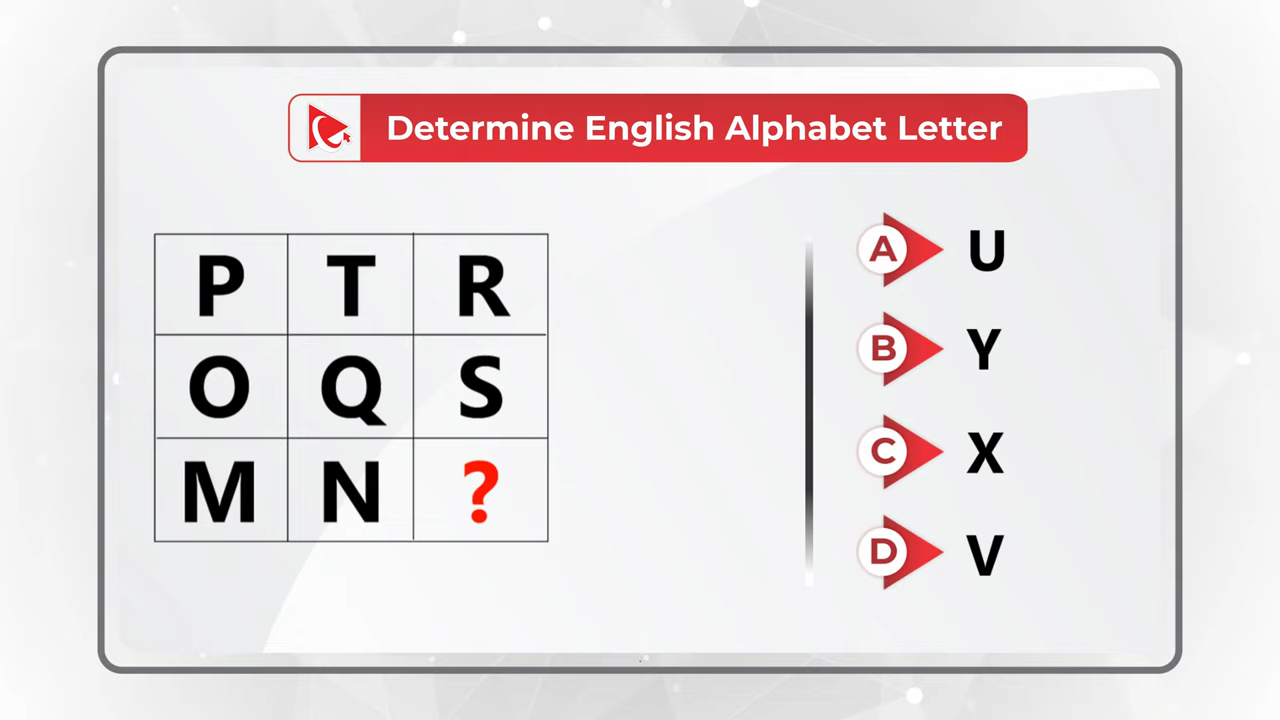 Determine English Alphabet Letter
P T R
O Q S
M N ?
A U
B Y
C X
D V